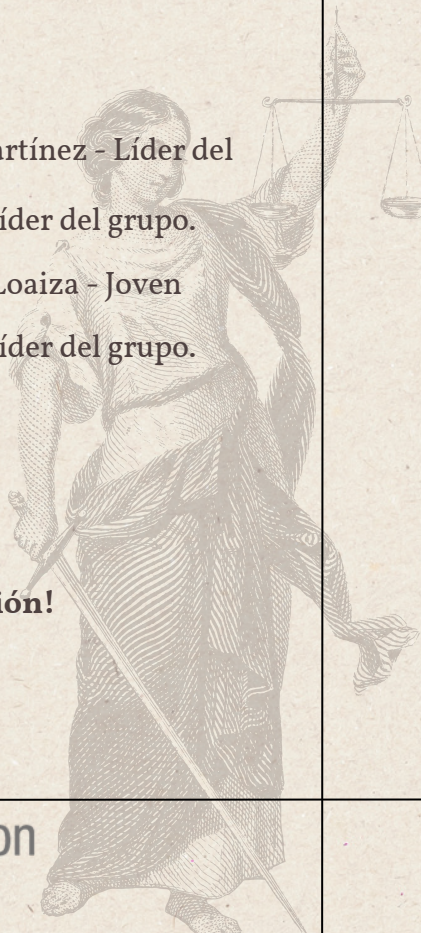 artínez - Líder del
íder del grupo.
Loaiza - Joven
íder del grupo.
ión!
on